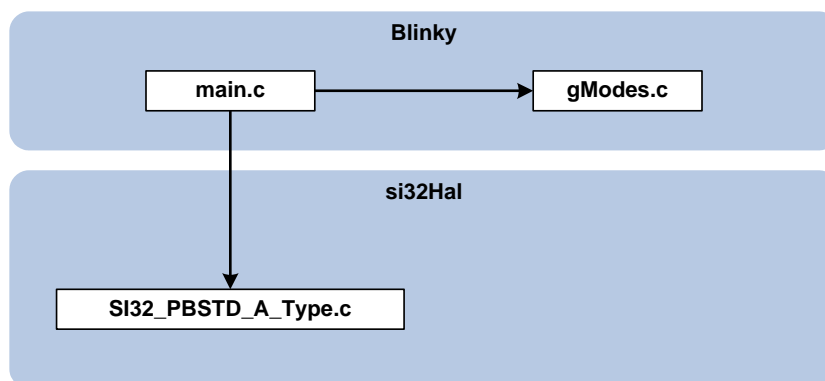 Blinky
main.c
gModes.c
si32Hal
SI32_PBSTD_A_Type.c